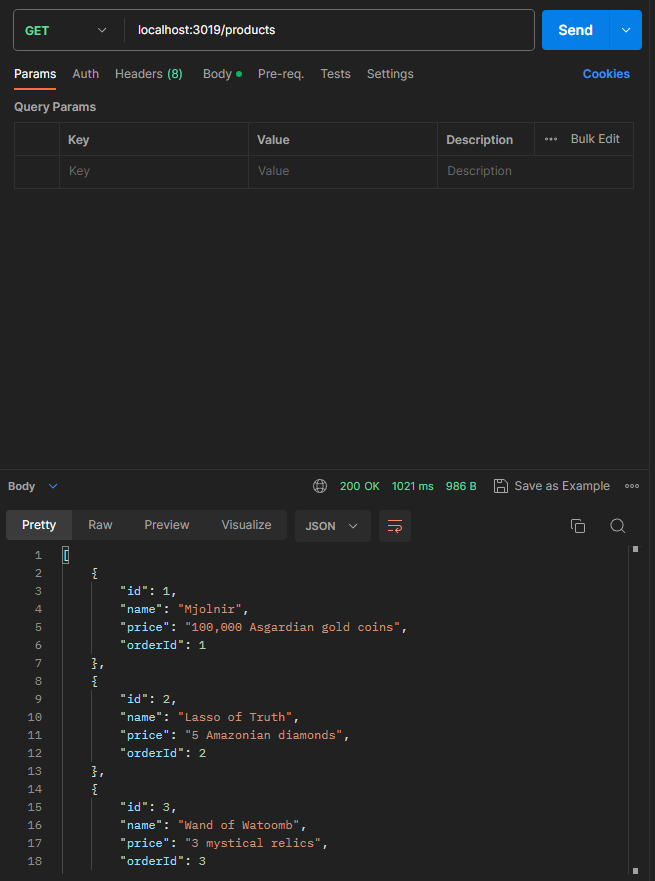 GET localhost:3019/products Send
Params Auth Headers (8) Body Pre-req. Tests Settings Cookies
Query Params
Key Value Description Bulk Edit
Key Value Description
Body 200 OK 1021 ms 986 B Save as Example
Pretty Raw Preview Visualize JSON
1 [
2 {
3 "id": 1,
4 "name": "Mjolnir",
5 "price": "100,000 Asgardian gold coins",
6 "orderId": 1
7 },
8 {
9 "id": 2,
10 "name": "Lasso of Truth",
11 "price": "5 Amazonian diamonds",
12 "orderId": 2
13 },
14 {
15 "id": 3,
16 "name": "Wand of Watoomb",
17 "price": "3 mystical relics",
18 "orderId": 3